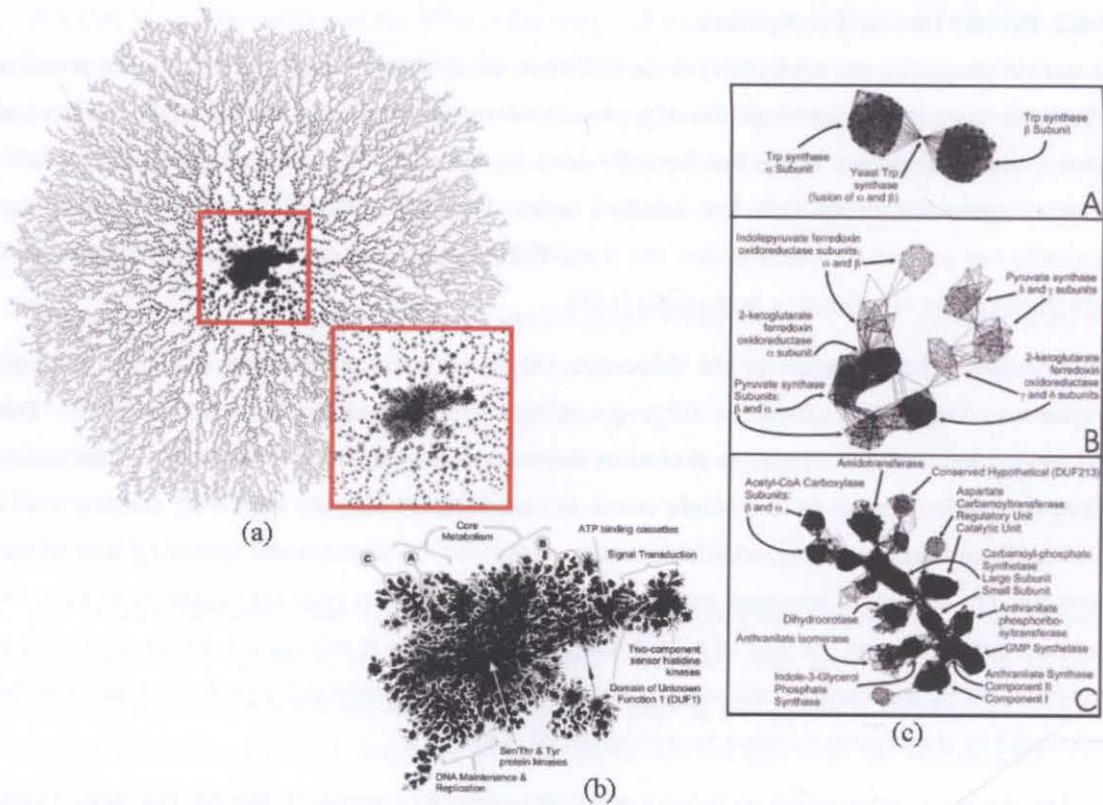 (a)
Core
Metabolism
ATP binding cassettes
Signal Transduction
C
A
B
Two-component
sensor histidine
kinases
Domain of Unknown
Function 1 (DUF1)
Ser/Thr & Tyr
protein kinases
DNA Maintenance &
Replication
(b)
Trp synthase
α Subunit
Trp synthase
β Subunit
Yeast Trp
synthase
(fusion of α and β)
A
Indolepyruvate ferredoxin
oxidoreductase subunits:
α and β
Pyruvate synthase
δ and γ subunits
2-ketoglutarate
ferredoxin
oxidoreductase
α subunit
2-ketoglutarate
ferredoxin
oxidoreductase
γ and δ subunits
Pyruvate synthase
Subunits:
β and α
B
Amidotransferase
Conserved Hypothetical (DUF213)
Acetyl-CoA Carboxylase
Subunits:
β and α
Aspartate
Carbamoyltransferase
Regulatory Unit
Catalytic Unit
Carbamoyl-phosphate
Synthetase
Large Subunit
Small Subunit
Dihydroorotase
Anthranilate
phosphoribo-
syltransferase
Anthranilate Isomerase
GMP Synthetase
Indole-3-Glycerol
Phosphate
Synthase
Anthranilate Synthase
Component II
Component I
C
(c)